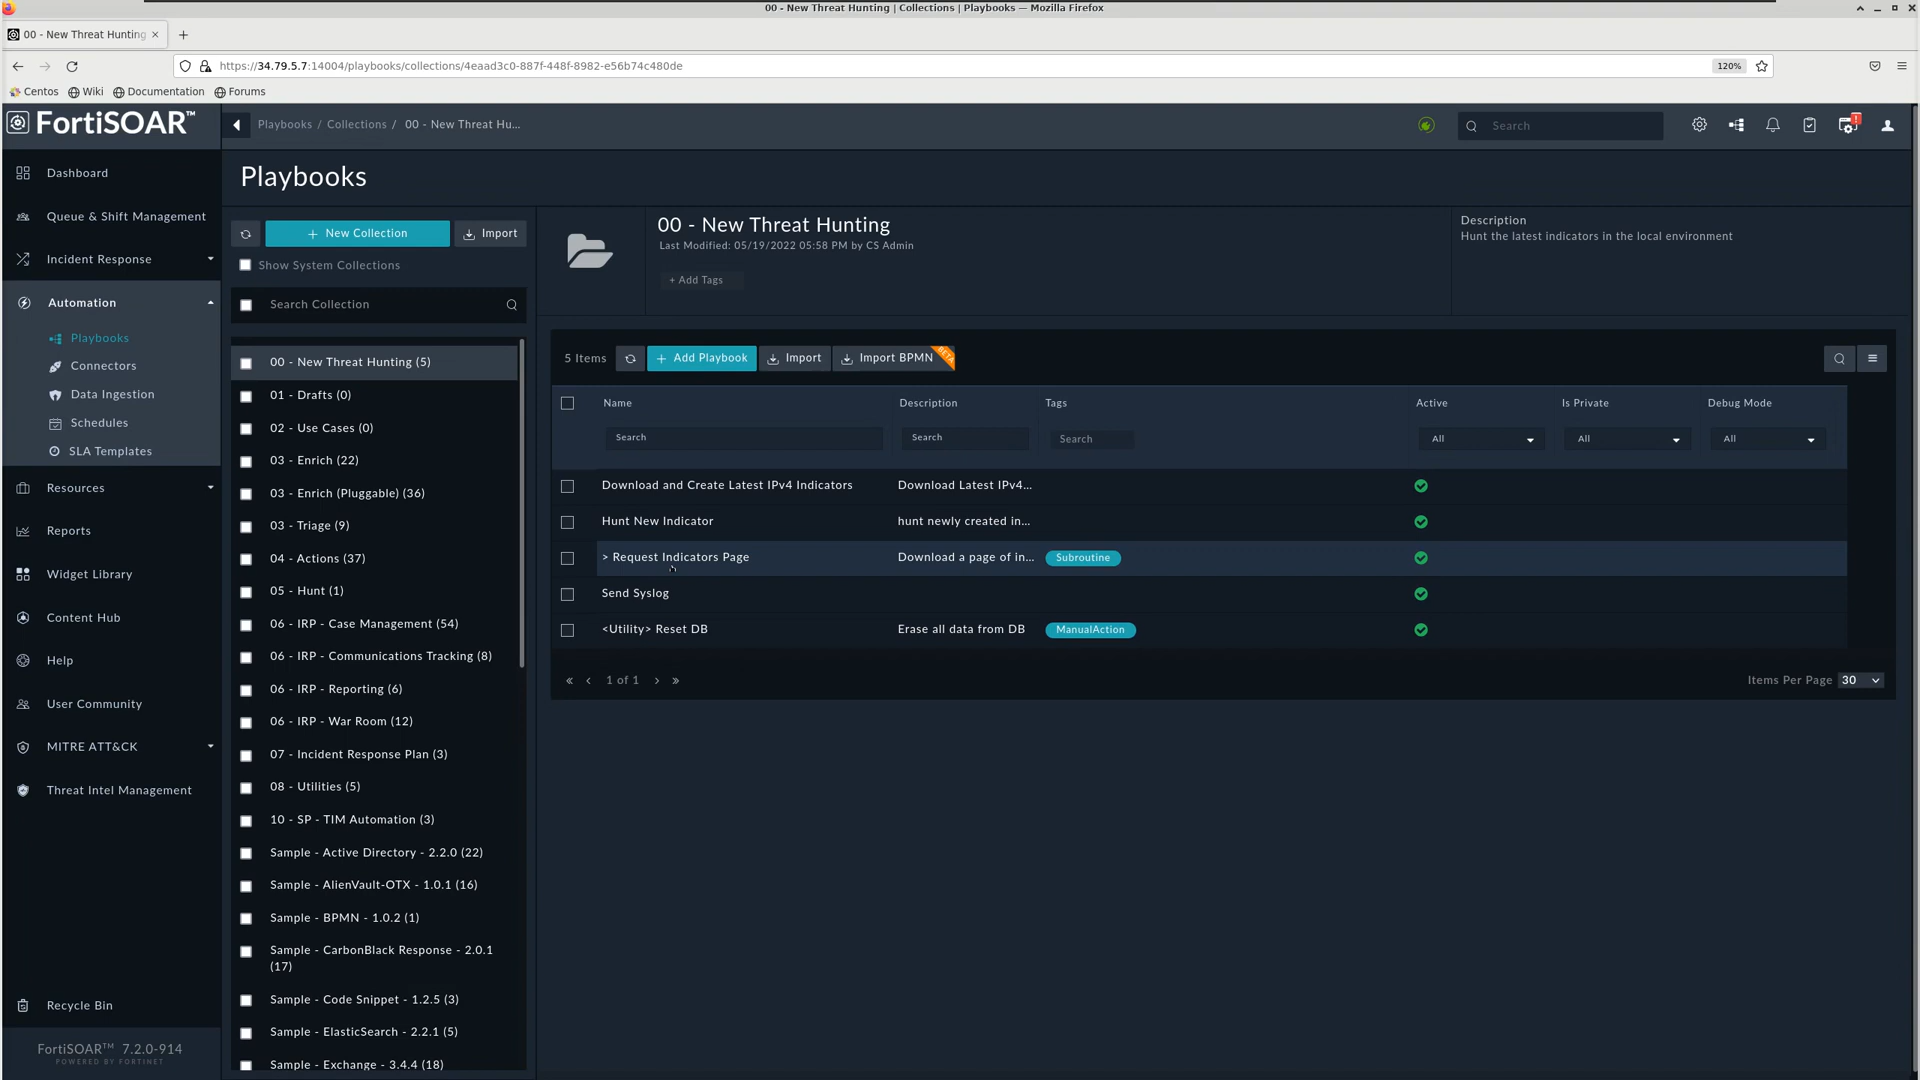 00 - New Threat Hunting | Collections | Playbooks — Mozilla Firefox
00 - New Threat Hunting
https://34.79.5.7:14004/playbooks/collections/4eaad3c0-887f-448f-8982-e56b74c480de
120%
Centos Wiki Documentation Forums
FortiSOAR™
Playbooks / Collections / 00 - New Threat Hu...
Search
!
Dashboard
Queue & Shift Management
Incident Response
Automation
Playbooks
Connectors
Data Ingestion
Schedules
SLA Templates
Resources
Reports
Widget Library
Content Hub
Help
User Community
MITRE ATT&CK
Threat Intel Management
Recycle Bin
FortiSOAR™ 7.2.0-914
POWERED BY FORTINET
Playbooks
+ New Collection
Import
Show System Collections
Search Collection
00 - New Threat Hunting (5)
01 - Drafts (0)
02 - Use Cases (0)
03 - Enrich (22)
03 - Enrich (Pluggable) (36)
03 - Triage (9)
04 - Actions (37)
05 - Hunt (1)
06 - IRP - Case Management (54)
06 - IRP - Communications Tracking (8)
06 - IRP - Reporting (6)
06 - IRP - War Room (12)
07 - Incident Response Plan (3)
08 - Utilities (5)
10 - SP - TIM Automation (3)
Sample - Active Directory - 2.2.0 (22)
Sample - AlienVault-OTX - 1.0.1 (16)
Sample - BPMN - 1.0.2 (1)
Sample - CarbonBlack Response - 2.0.1
(17)
Sample - Code Snippet - 1.2.5 (3)
Sample - ElasticSearch - 2.2.1 (5)
Sample - Exchange - 3.4.4 (18)
00 - New Threat Hunting
Last Modified: 05/19/2022 05:58 PM by CS Admin
+ Add Tags
Description
Hunt the latest indicators in the local environment
5 Items
+ Add Playbook
Import
Import BPMN
BETA
Name Description Tags Active Is Private Debug Mode
Search Search Search All All All
Download and Create Latest IPv4 Indicators Download Latest IPv4...
Hunt New Indicator hunt newly created in...
> Request Indicators Page Download a page of in... Subroutine
Send Syslog
<Utility> Reset DB Erase all data from DB ManualAction
« ‹ 1 of 1 › »
Items Per Page 30